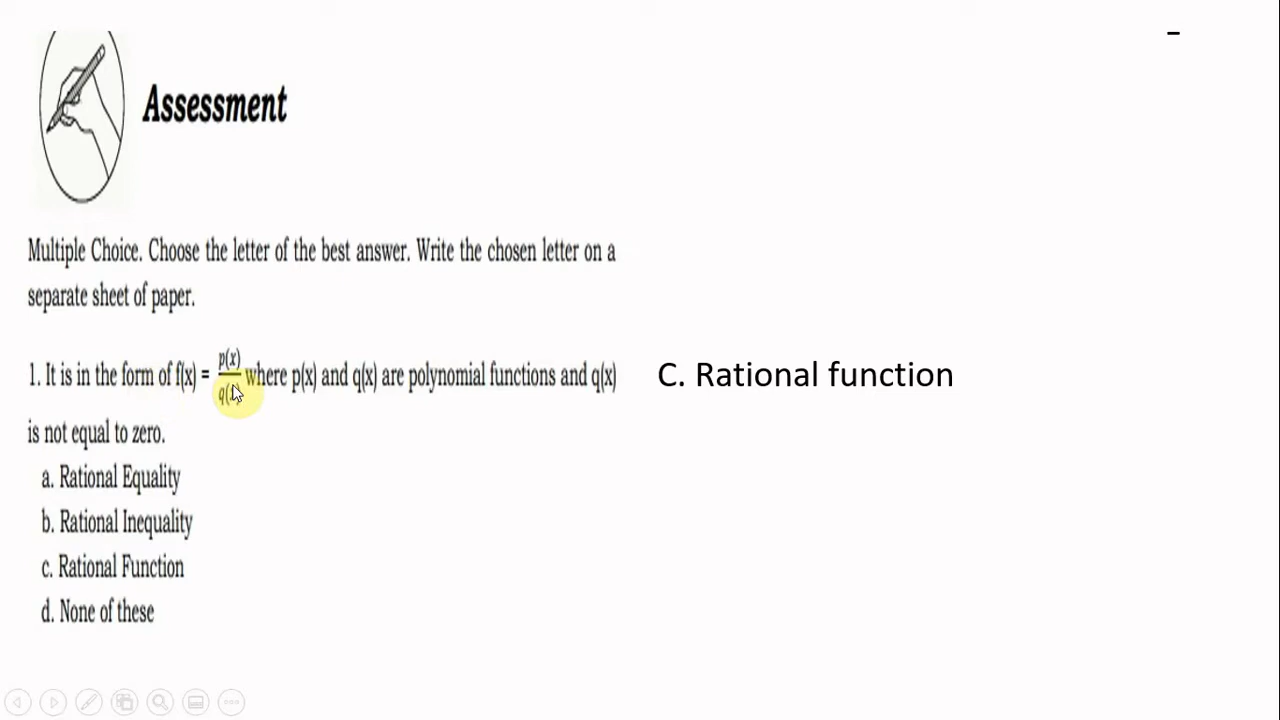 Assessment
Multiple Choice. Choose the letter of the best answer. Write the chosen letter on a
separate sheet of paper.
1. It is in the form of f(x) = p(x)/q(x) where p(x) and q(x) are polynomial functions and q(x)
is not equal to zero.
a. Rational Equality
b. Rational Inequality
c. Rational Function
d. None of these
C. Rational function